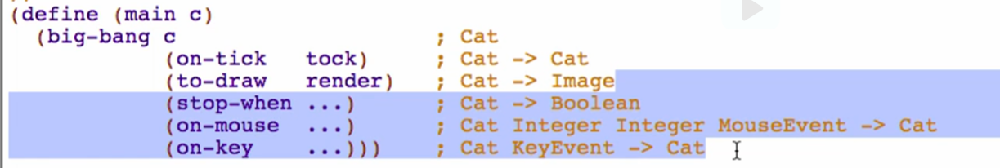 (define (main c)
(big-bang c ; Cat
(on-tick tock) ; Cat -> Cat
(to-draw render) ; Cat -> Image
(stop-when ...) ; Cat -> Boolean
(on-mouse ...) ; Cat Integer Integer MouseEvent -> Cat
(on-key ...))) ; Cat KeyEvent -> Cat